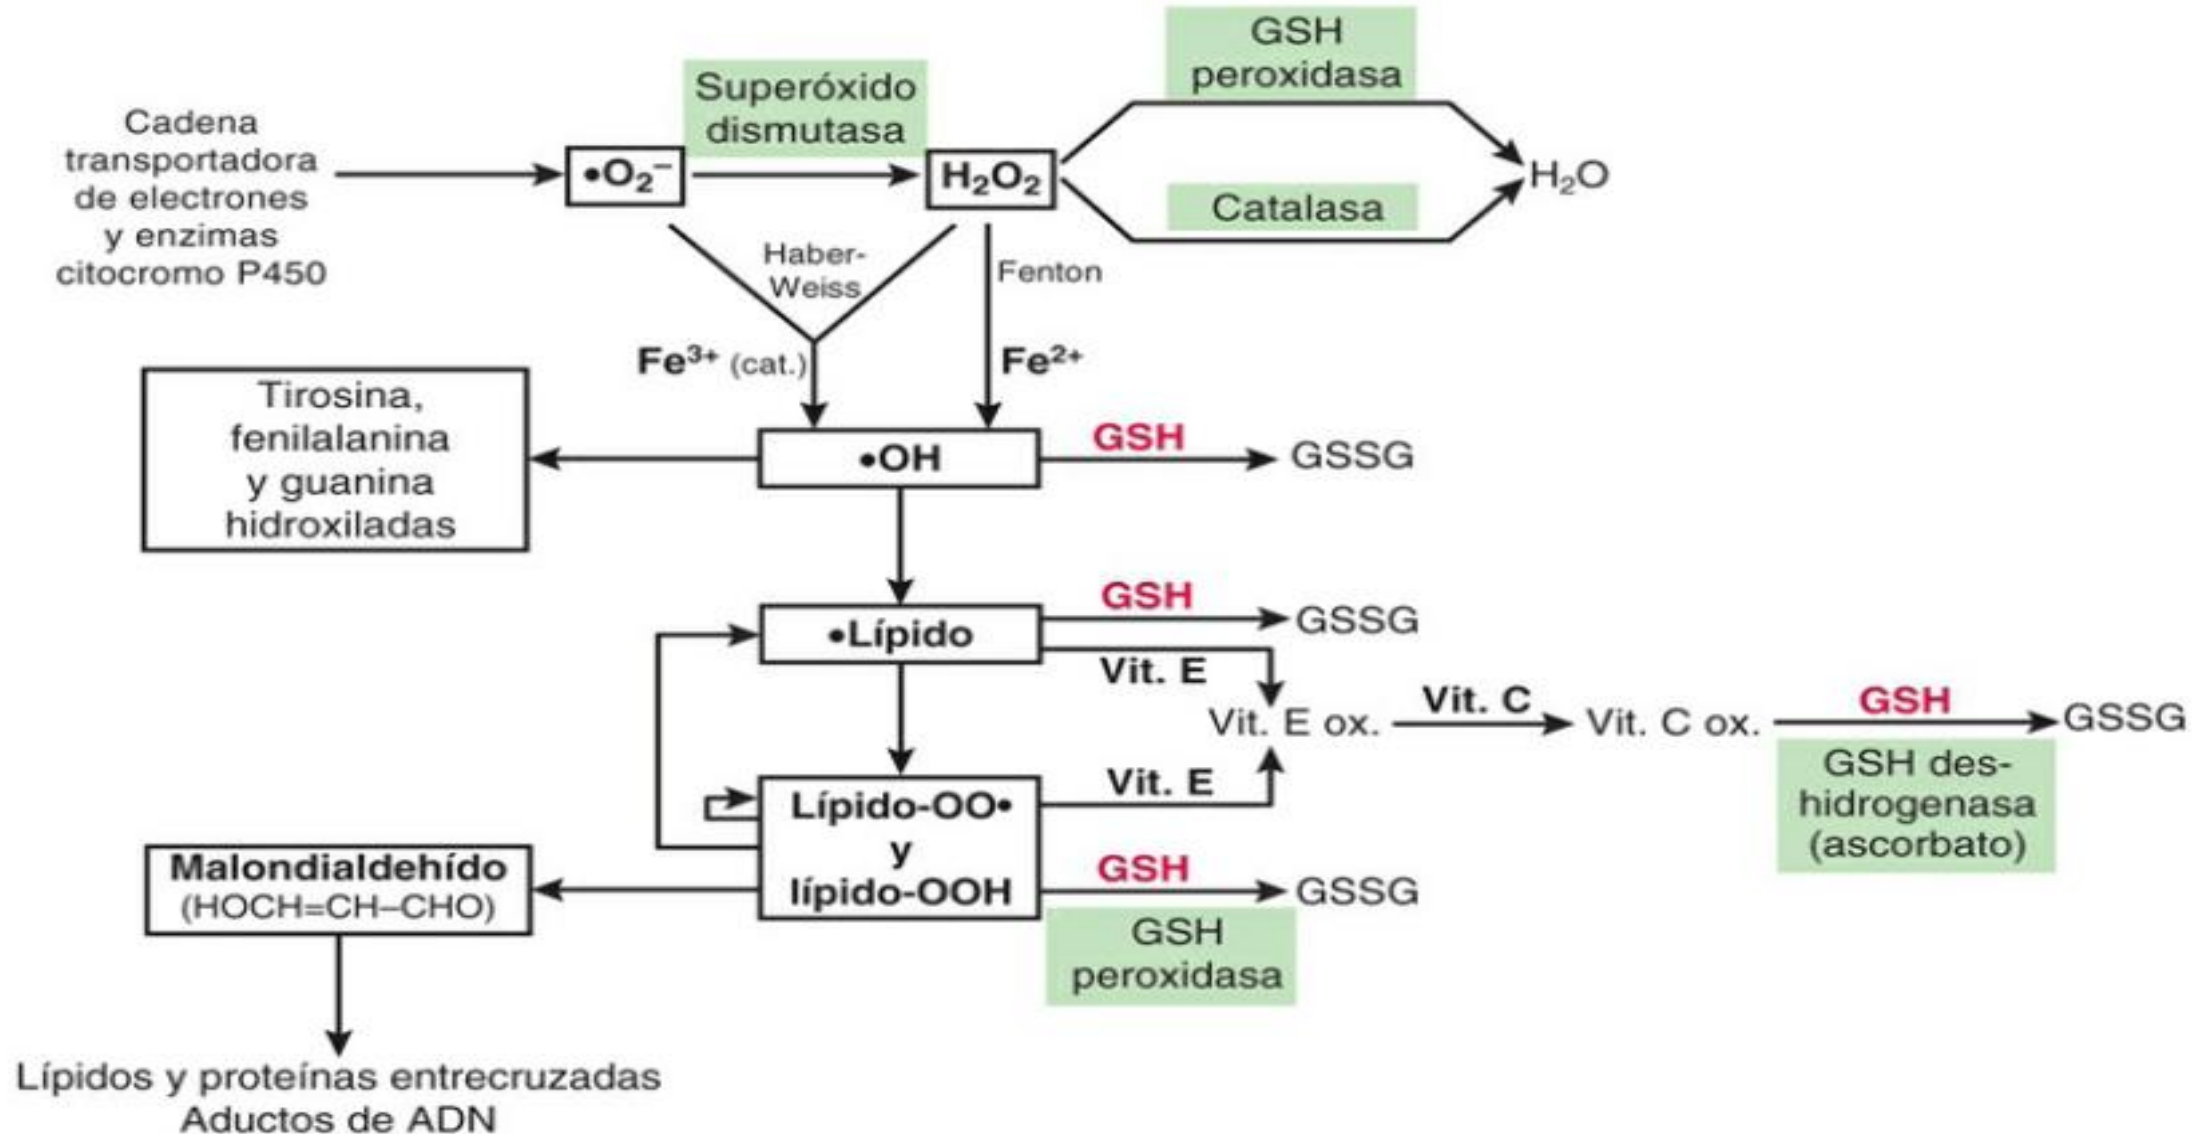 GSH
peroxidasa
Superóxido
dismutasa
Cadena
transportadora
de electrones
y enzimas
citocromo P450
•O₂⁻
H₂O₂
H₂O
Catalasa
Haber-
Weiss
Fenton
Fe³⁺ (cat.)
Fe²⁺
Tirosina,
fenilalanina
y guanina
hidroxiladas
•OH
GSH
GSSG
•Lípido
GSH
GSSG
Vit. E
Vit. E ox.
Vit. C
Vit. C ox.
GSH
GSSG
GSH des-
hidrogenasa
(ascorbato)
Vit. E
Lípido-OO•
y
lípido-OOH
GSH
GSSG
GSH
peroxidasa
Malondialdehído
(HOCH=CH–CHO)
Lípidos y proteínas entrecruzadas
Aductos de ADN